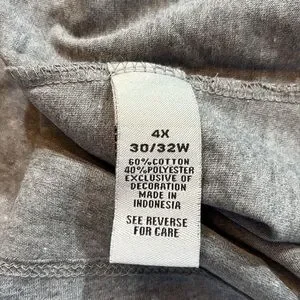 4X
30/32W
60%COTTON
40%POLYESTER
EXCLUSIVE OF
DECORATION
MADE IN
INDONESIA
SEE REVERSE
FOR CARE